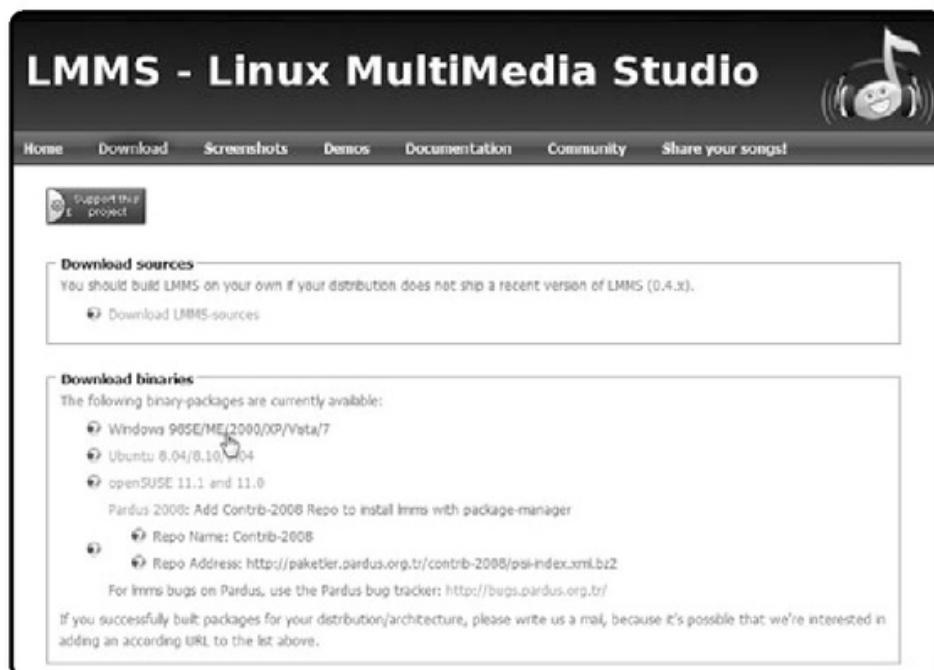 LMMS - Linux MultiMedia Studio
Home Download Screenshots Demos Documentation Community Share your songs!
Support this
project
Download sources
You should build LMMS on your own if your distribution does not ship a recent version of LMMS (0.4.x).
Download LMMS-sources
Download binaries
The following binary-packages are currently available:
Windows 98SE/ME/2000/XP/Vista/7
Ubuntu 8.04/8.10/9.04
openSUSE 11.1 and 11.0
Pardus 2008: Add Contrib-2008 Repo to install lmms with package-manager
Repo Name: Contrib-2008
Repo Address: http://paketler.pardus.org.tr/contrib-2008/pisi-index.xml.bz2
For lmms bugs on Pardus, use the Pardus bug tracker: http://bugs.pardus.org.tr/
If you successfully built packages for your distribution/architecture, please write us a mail, because it's possible that we're interested in
adding an according URL to the list above.